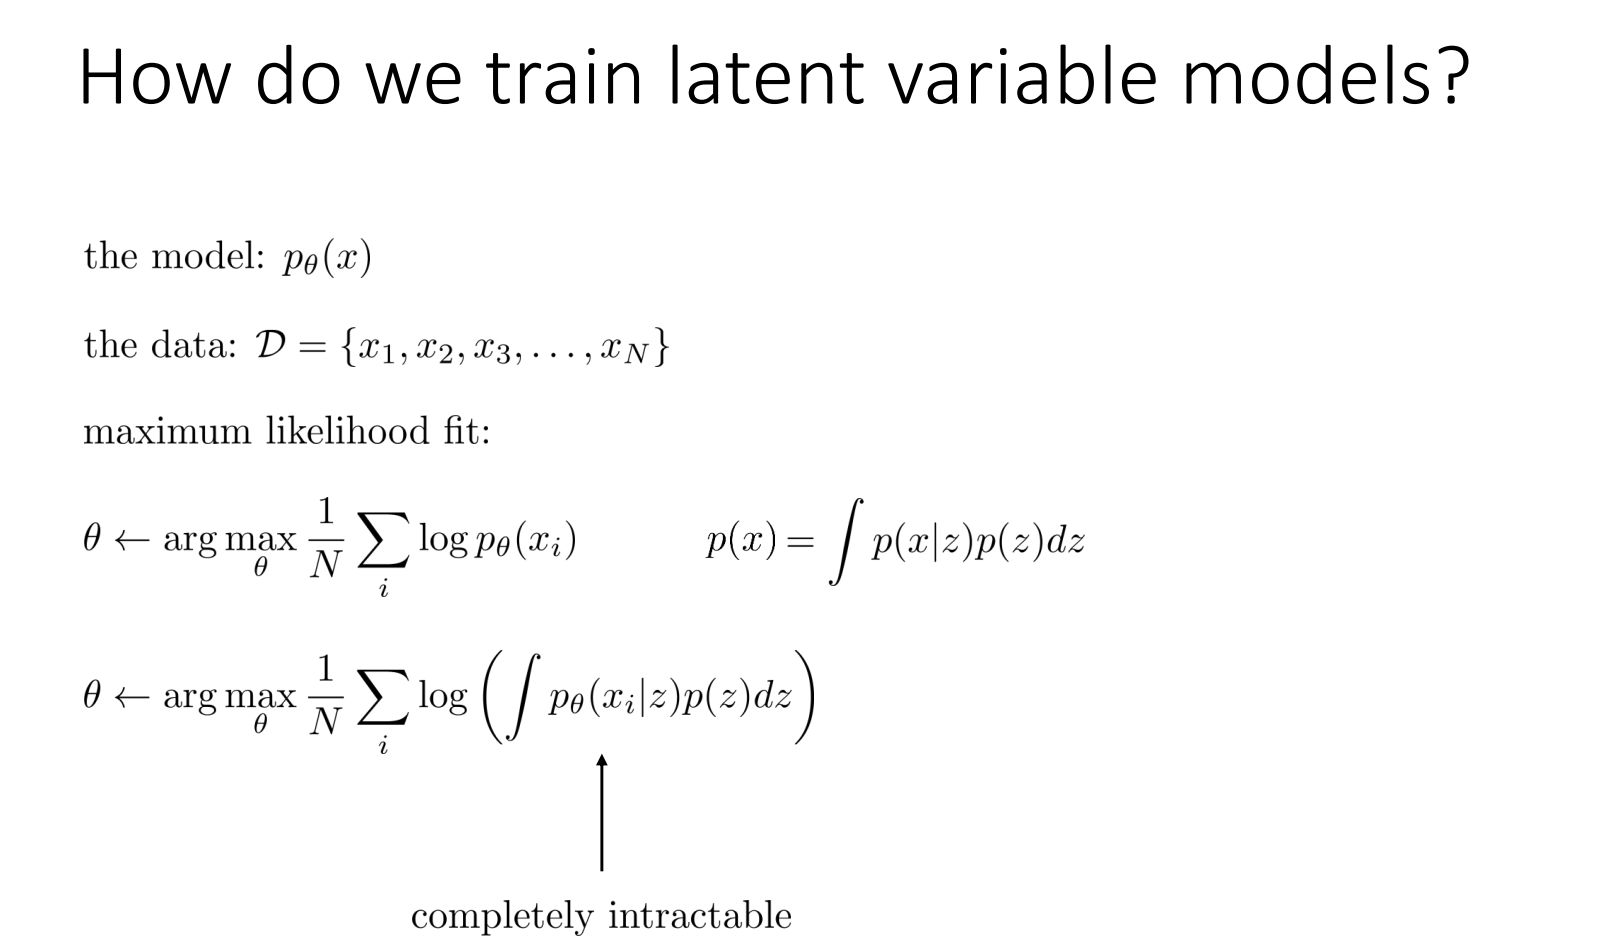 How do we train latent variable models?
the model: $p_\theta(x)$
the data: $\mathcal{D} = \{x_1, x_2, x_3, \ldots, x_N\}$
maximum likelihood fit:
$\theta \leftarrow \arg\max_\theta \frac{1}{N} \sum_i \log p_\theta(x_i)$ $p(x) = \int p(x|z)p(z)dz$
$\theta \leftarrow \arg\max_\theta \frac{1}{N} \sum_i \log \left( \int p_\theta(x_i|z)p(z)dz \right)$
completely intractable